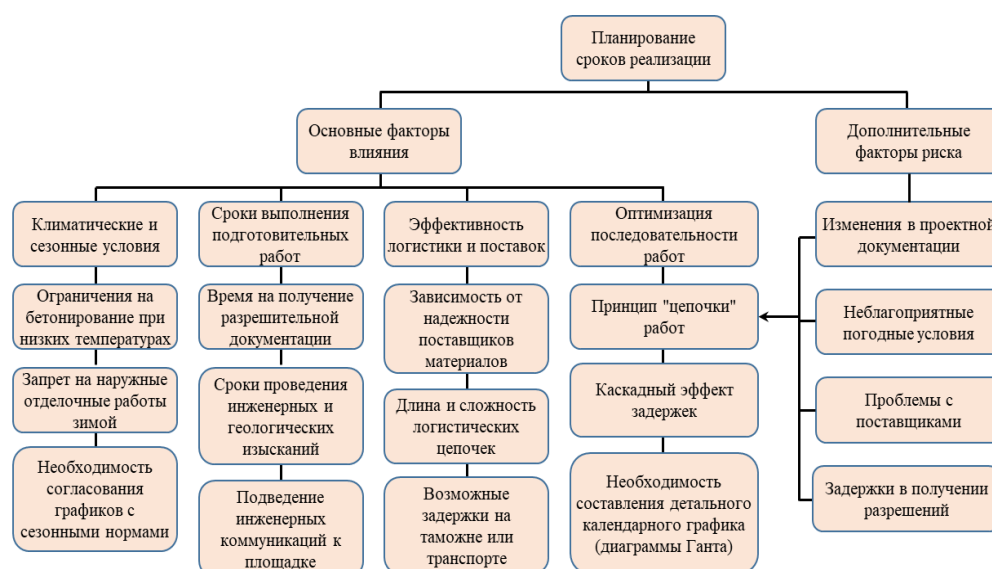 Планирование
сроков реализации
Основные факторы
влияния
Дополнительные
факторы риска
Климатические и
сезонные условия
Ограничения на
бетонирование при
низких температурах
Запрет на наружные
отделочные работы
зимой
Необходимость
согласования
графиков с
сезонными нормами
Сроки выполнения
подготовительных
работ
Время на получение
разрешительной
документации
Сроки проведения
инженерных и
геологических
изысканий
Подведение
инженерных
коммуникаций к
площадке
Эффективность
логистики и поставок
Зависимость от
надежности
поставщиков
материалов
Длина и сложность
логистических
цепочек
Возможные
задержки на
таможне или
транспорте
Оптимизация
последовательности
работ
Принцип "цепочки"
работ
Каскадный эффект
задержек
Необходимость
составления детального
календарного графика
(диаграммы Ганта)
Изменения в проектной
документации
Неблагоприятные
погодные условия
Проблемы с
поставщиками
Задержки в получении
разрешений